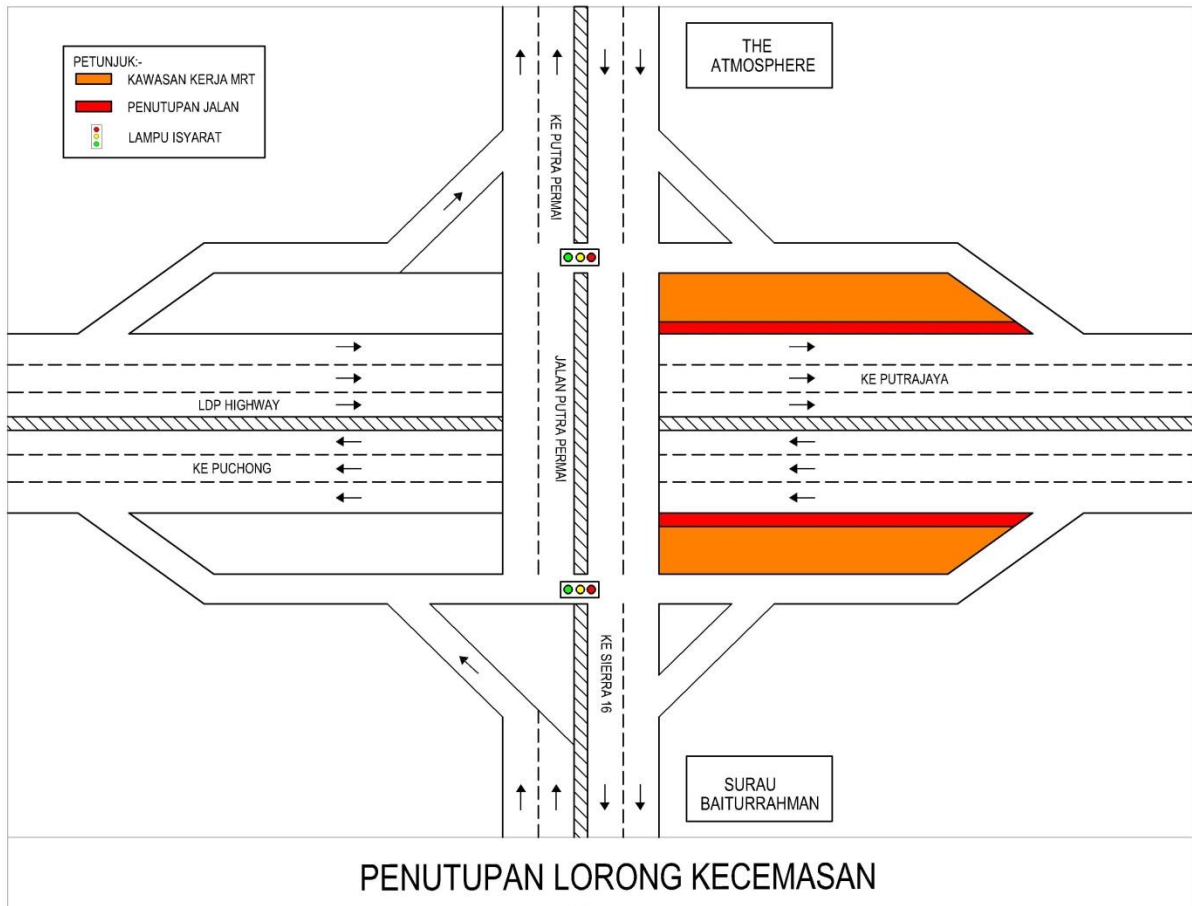 PETUNJUK:-
KAWASAN KERJA MRT
PENUTUPAN JALAN
LAMPU ISYARAT
THE
ATMOSPHERE
KE PUTRA PERMAI
JALAN PUTRA PERMAI
LDP HIGHWAY
KE PUTRAJAYA
KE PUCHONG
KE SIERRA 16
SURAU
BAITURRAHMAN
PENUTUPAN LORONG KECEMASAN